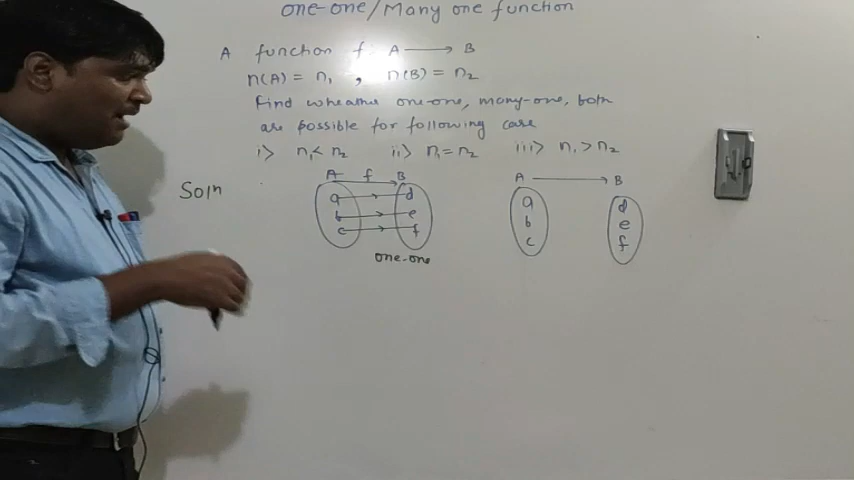 one-one/Many one function
A function f: A → B
n(A) = n₁ , n(B) = n₂
Find wheathe one-one, many-one, both
are possible for following case
i> n₁ < n₂ ii> n₁ = n₂ iii> n₁ > n₂
Soln
A f B
a d
b e
c f
one-one
A → B
a d
b e
c f